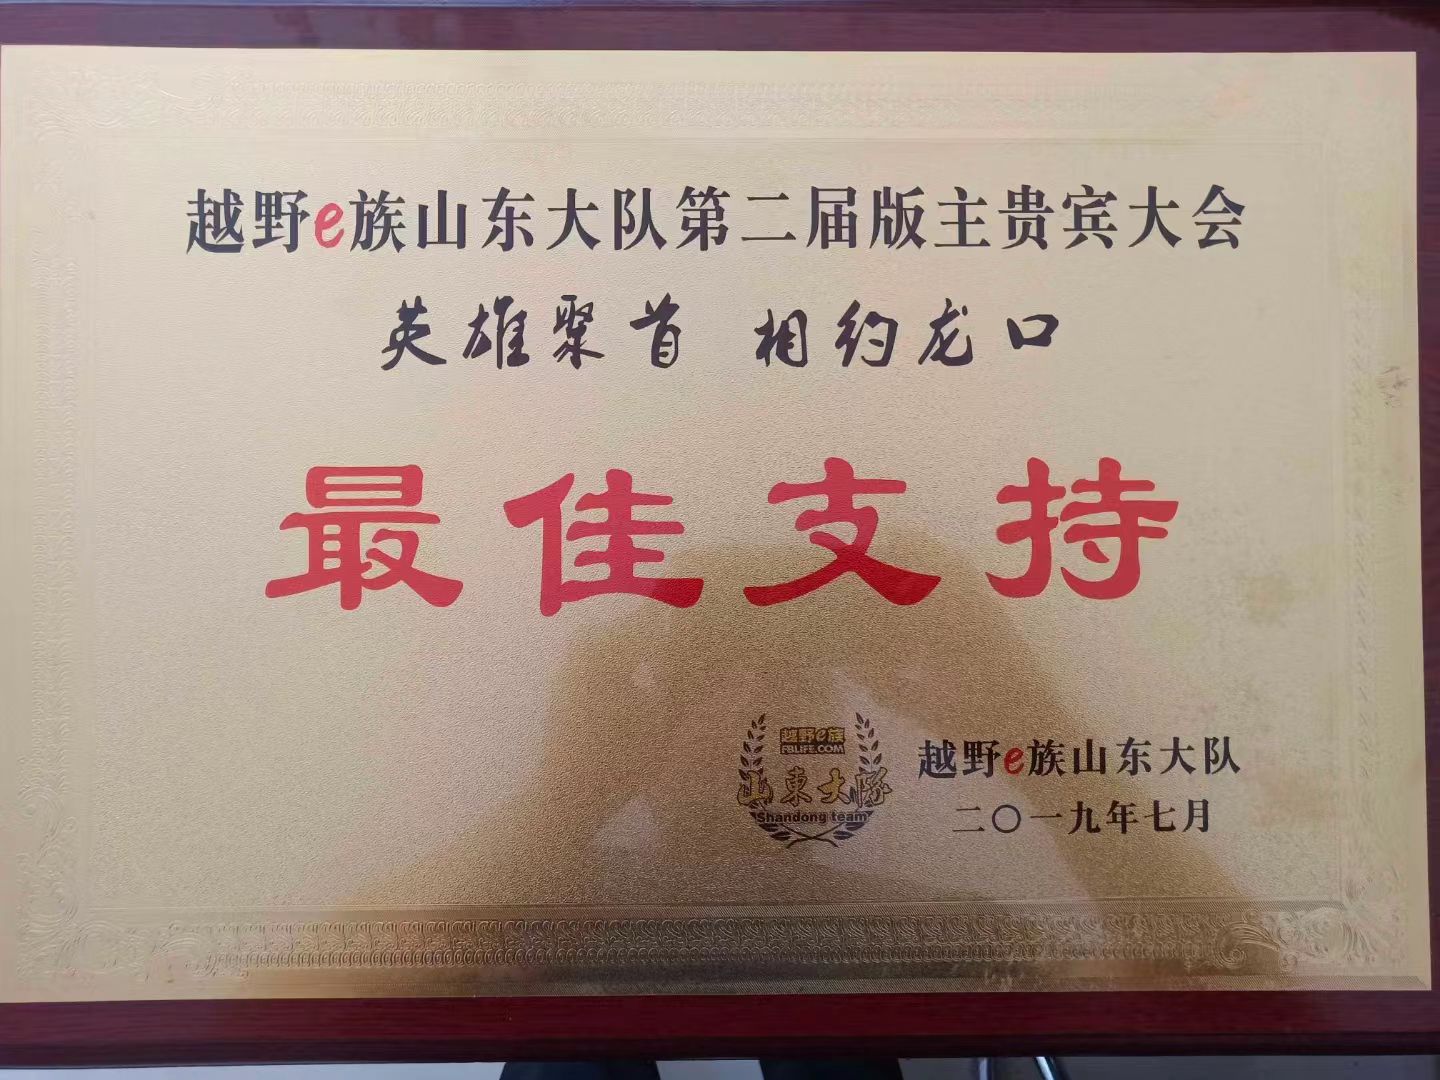 越野e族山东大队第二届版主贵宾大会
英雄聚首 相约龙口
最佳支持
越野e族
FBLIFE.COM
山東大隊
Shandong team
越野e族山东大队
二〇一九年七月